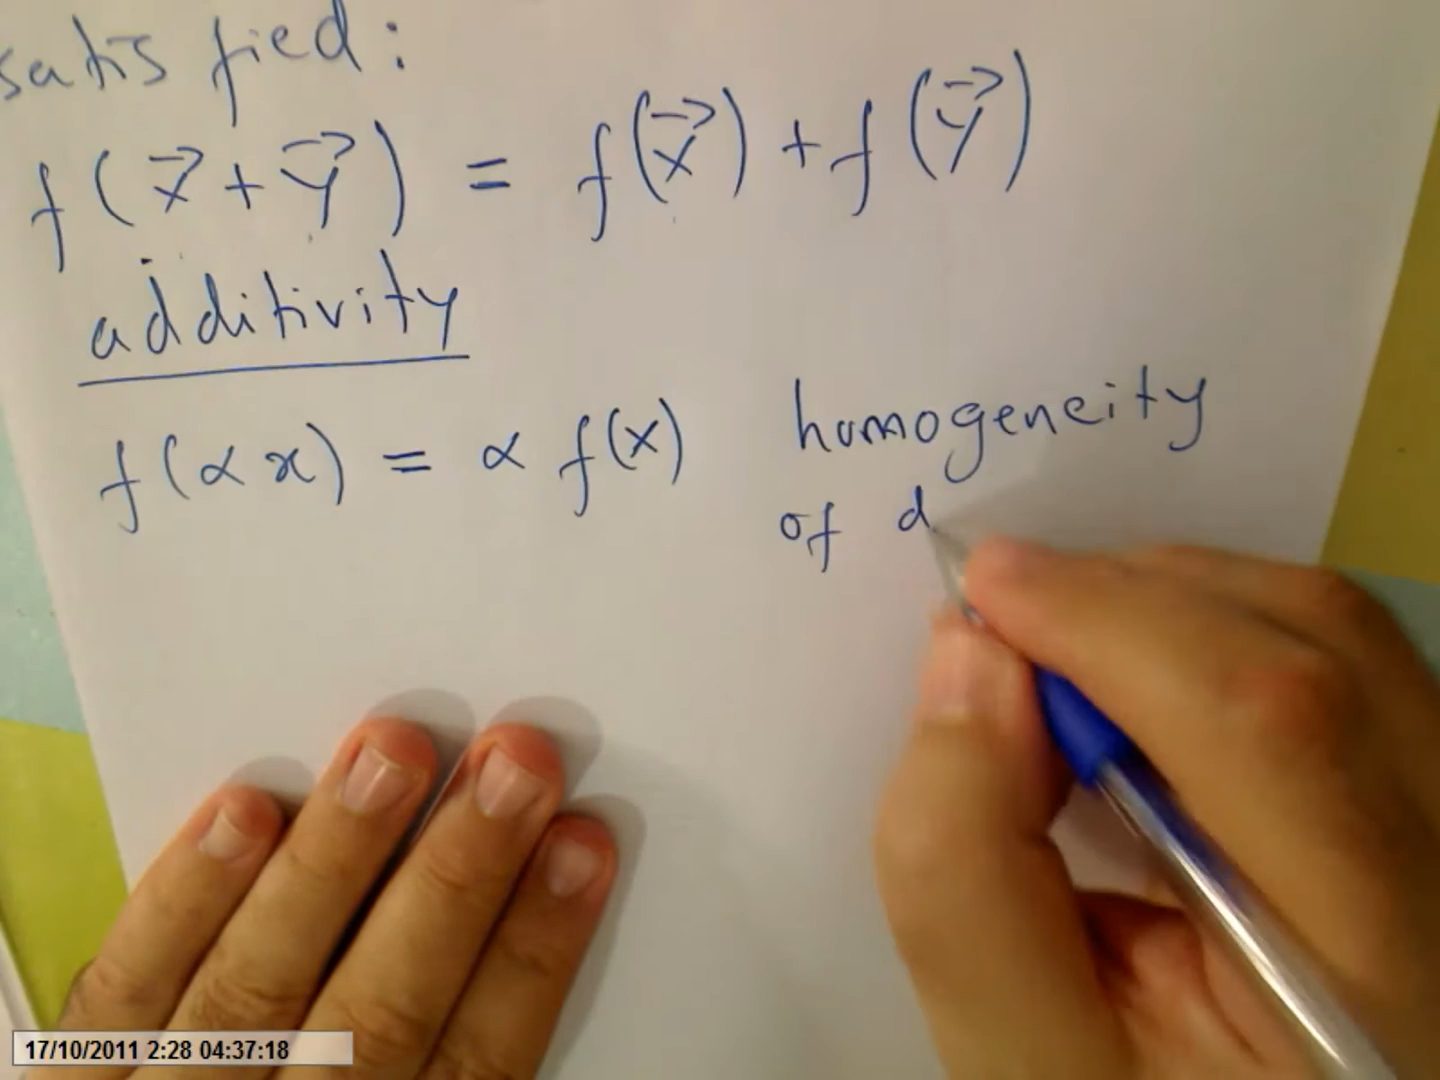 satisfied:
f(x⃗ + y⃗) = f(x⃗) + f(y⃗)
additivity
f(αx) = α f(x) homogeneity
of d
17/10/2011 2:28 04:37:18